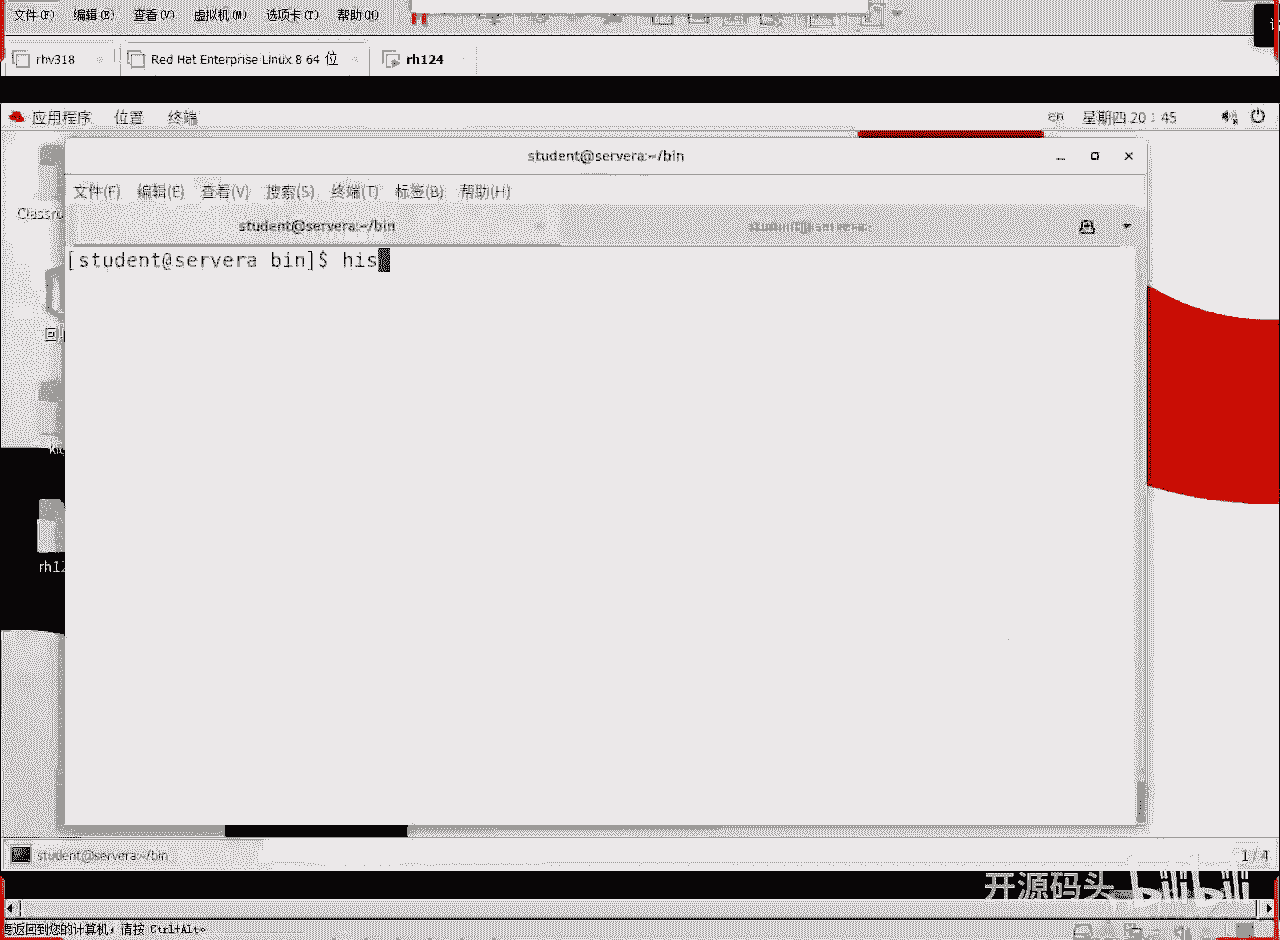 文件(F) 编辑(E) 查看(V) 虚拟机(M) 选项卡(T) 帮助(H)
rhv318 Red Hat Enterprise Linux 8 64 位 rh124
应用程序 位置 终端 en 星期四 20：45
student@servera:~/bin
文件(F) 编辑(E) 查看(V) 搜索(S) 终端(T) 标签(B) 帮助(H)
Classro
student@servera:~/bin student@servera:
[student@servera bin]$ his
回
rh12
student@servera:~/bin 1 / 4
开源码头 bilibili
要返回到您的计算机，请按 Ctrl+Alt。